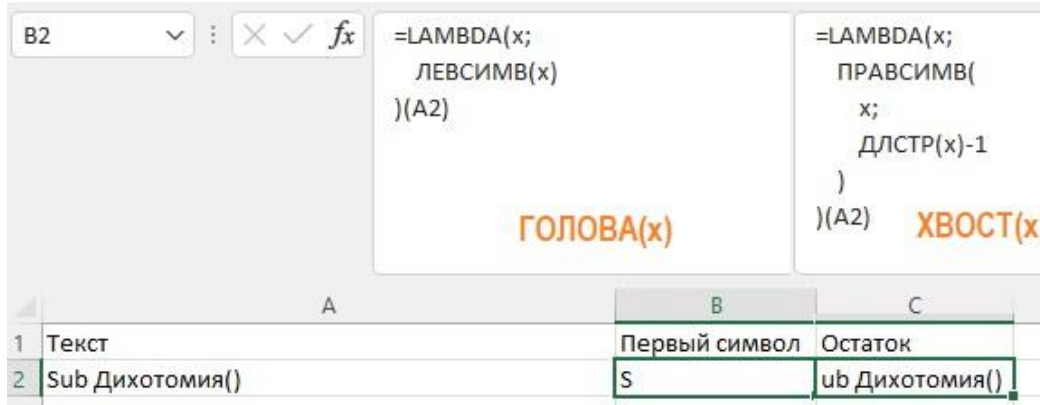 B2
fx
=LAMBDA(x;
ЛЕВСИМВ(x)
)(A2)
ГОЛОВА(x)
=LAMBDA(x;
ПРАВСИМВ(
x;
ДЛСТР(x)-1
)
)(A2)
ХВОСТ(x
A B C
1 Текст Первый символ Остаток
2 Sub Дихотомия() S ub Дихотомия()